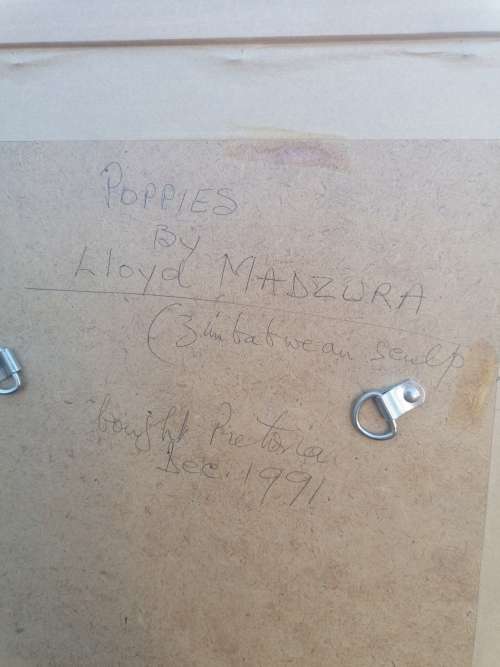 POPPIES
By
Lloyd MADZURA
(Zimbabwean sculp
bought Pretoria
Dec. 1991